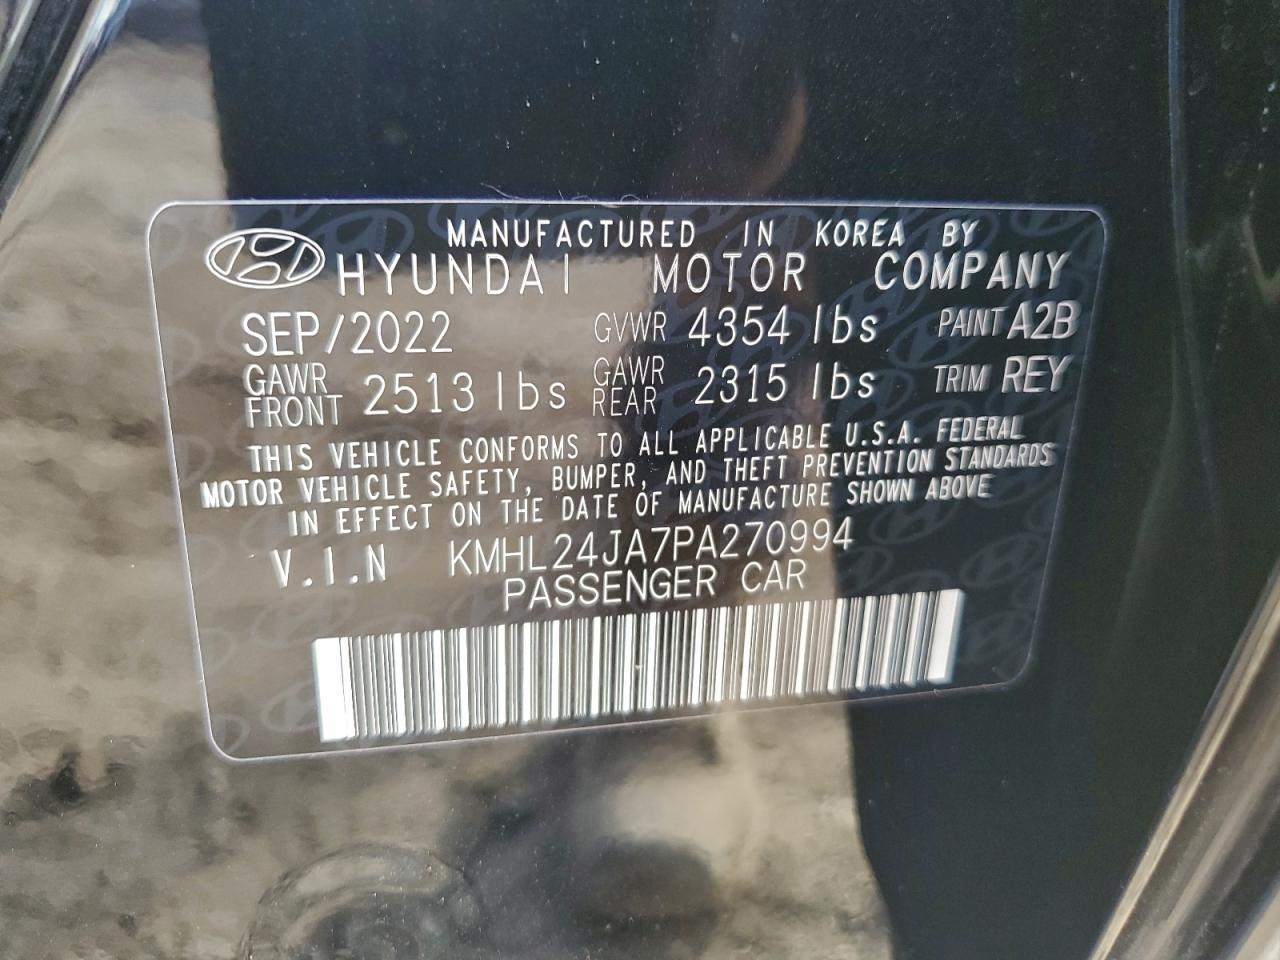 MANUFACTURED IN KOREA BY
HYUNDAI MOTOR COMPANY
SEP/2022 GVWR 4354 lbs PAINT A2B
GAWR FRONT 2513 lbs GAWR REAR 2315 lbs TRIM REY
THIS VEHICLE CONFORMS TO ALL APPLICABLE U.S.A. FEDERAL
MOTOR VEHICLE SAFETY, BUMPER, AND THEFT PREVENTION STANDARDS
IN EFFECT ON THE DATE OF MANUFACTURE SHOWN ABOVE
V.I.N KMHL24JA7PA270994
PASSENGER CAR